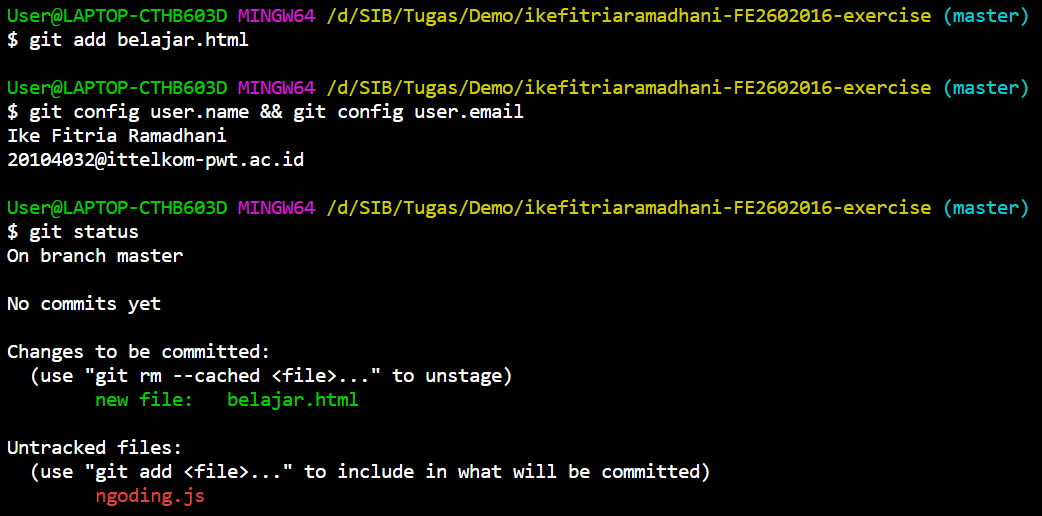 User@LAPTOP-CTHB603D MINGW64 /d/SIB/Tugas/Demo/ikefitriaramadhani-FE2602016-exercise (master)
$ git add belajar.html
User@LAPTOP-CTHB603D MINGW64 /d/SIB/Tugas/Demo/ikefitriaramadhani-FE2602016-exercise (master)
$ git config user.name && git config user.email
Ike Fitria Ramadhani
20104032@ittelkom-pwt.ac.id
User@LAPTOP-CTHB603D MINGW64 /d/SIB/Tugas/Demo/ikefitriaramadhani-FE2602016-exercise (master)
$ git status
On branch master
No commits yet
Changes to be committed:
(use "git rm --cached <file>..." to unstage)
new file: belajar.html
Untracked files:
(use "git add <file>..." to include in what will be committed)
ngoding.js